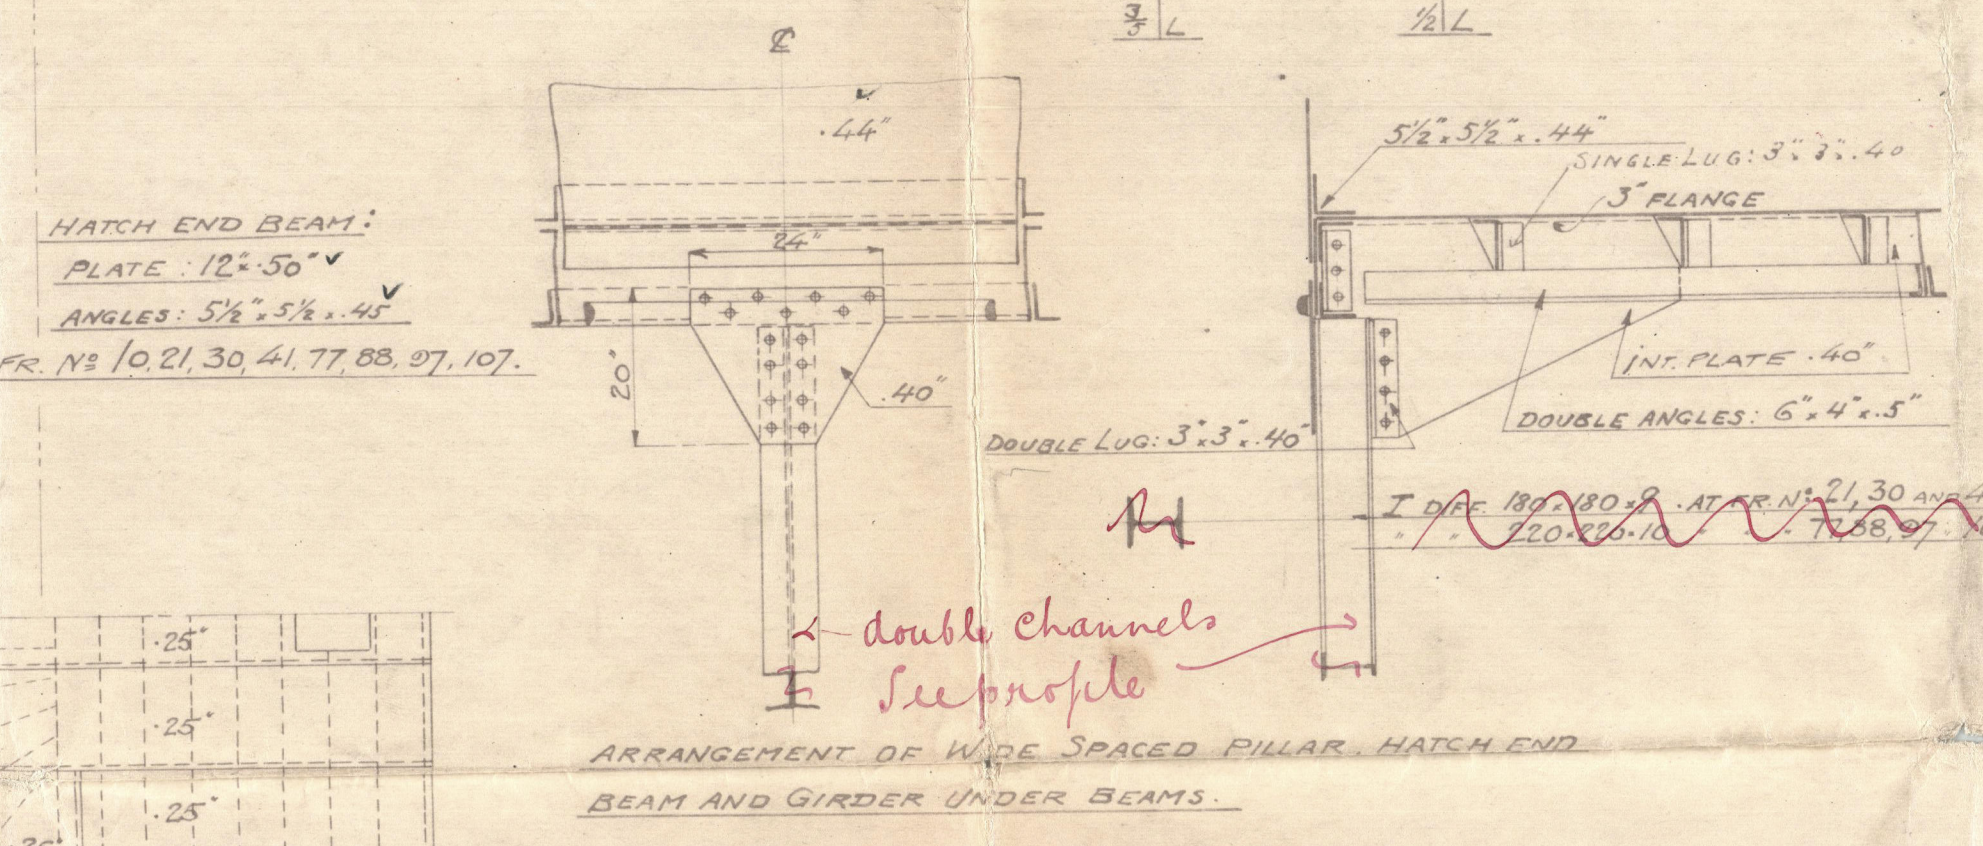 3/5 L
1/2 L
℄
.44"
5½" x 5½" x .44"
SINGLE LUG: 3" x 3" x .40
3" FLANGE
HATCH END BEAM:
PLATE : 12" x .50" ✓
ANGLES: 5½" x 5½ x .45 ✓
FR. Nº 10, 21, 30, 41, 77, 88, 97, 107.
24"
20"
.40"
INT. PLATE .40"
DOUBLE ANGLES: 6" x 4" x .5"
DOUBLE LUG: 3" x 3" x .40"
I DIFF. 180 x 180 x 9 . AT FR. Nº: 21, 30 AND 4
" " 220 x 220 x 10 " " " 77, 88, 97
double channels
See profile
.25"
.25"
.25"
ARRANGEMENT OF WIDE SPACED PILLAR. HATCH END
BEAM AND GIRDER UNDER BEAMS.